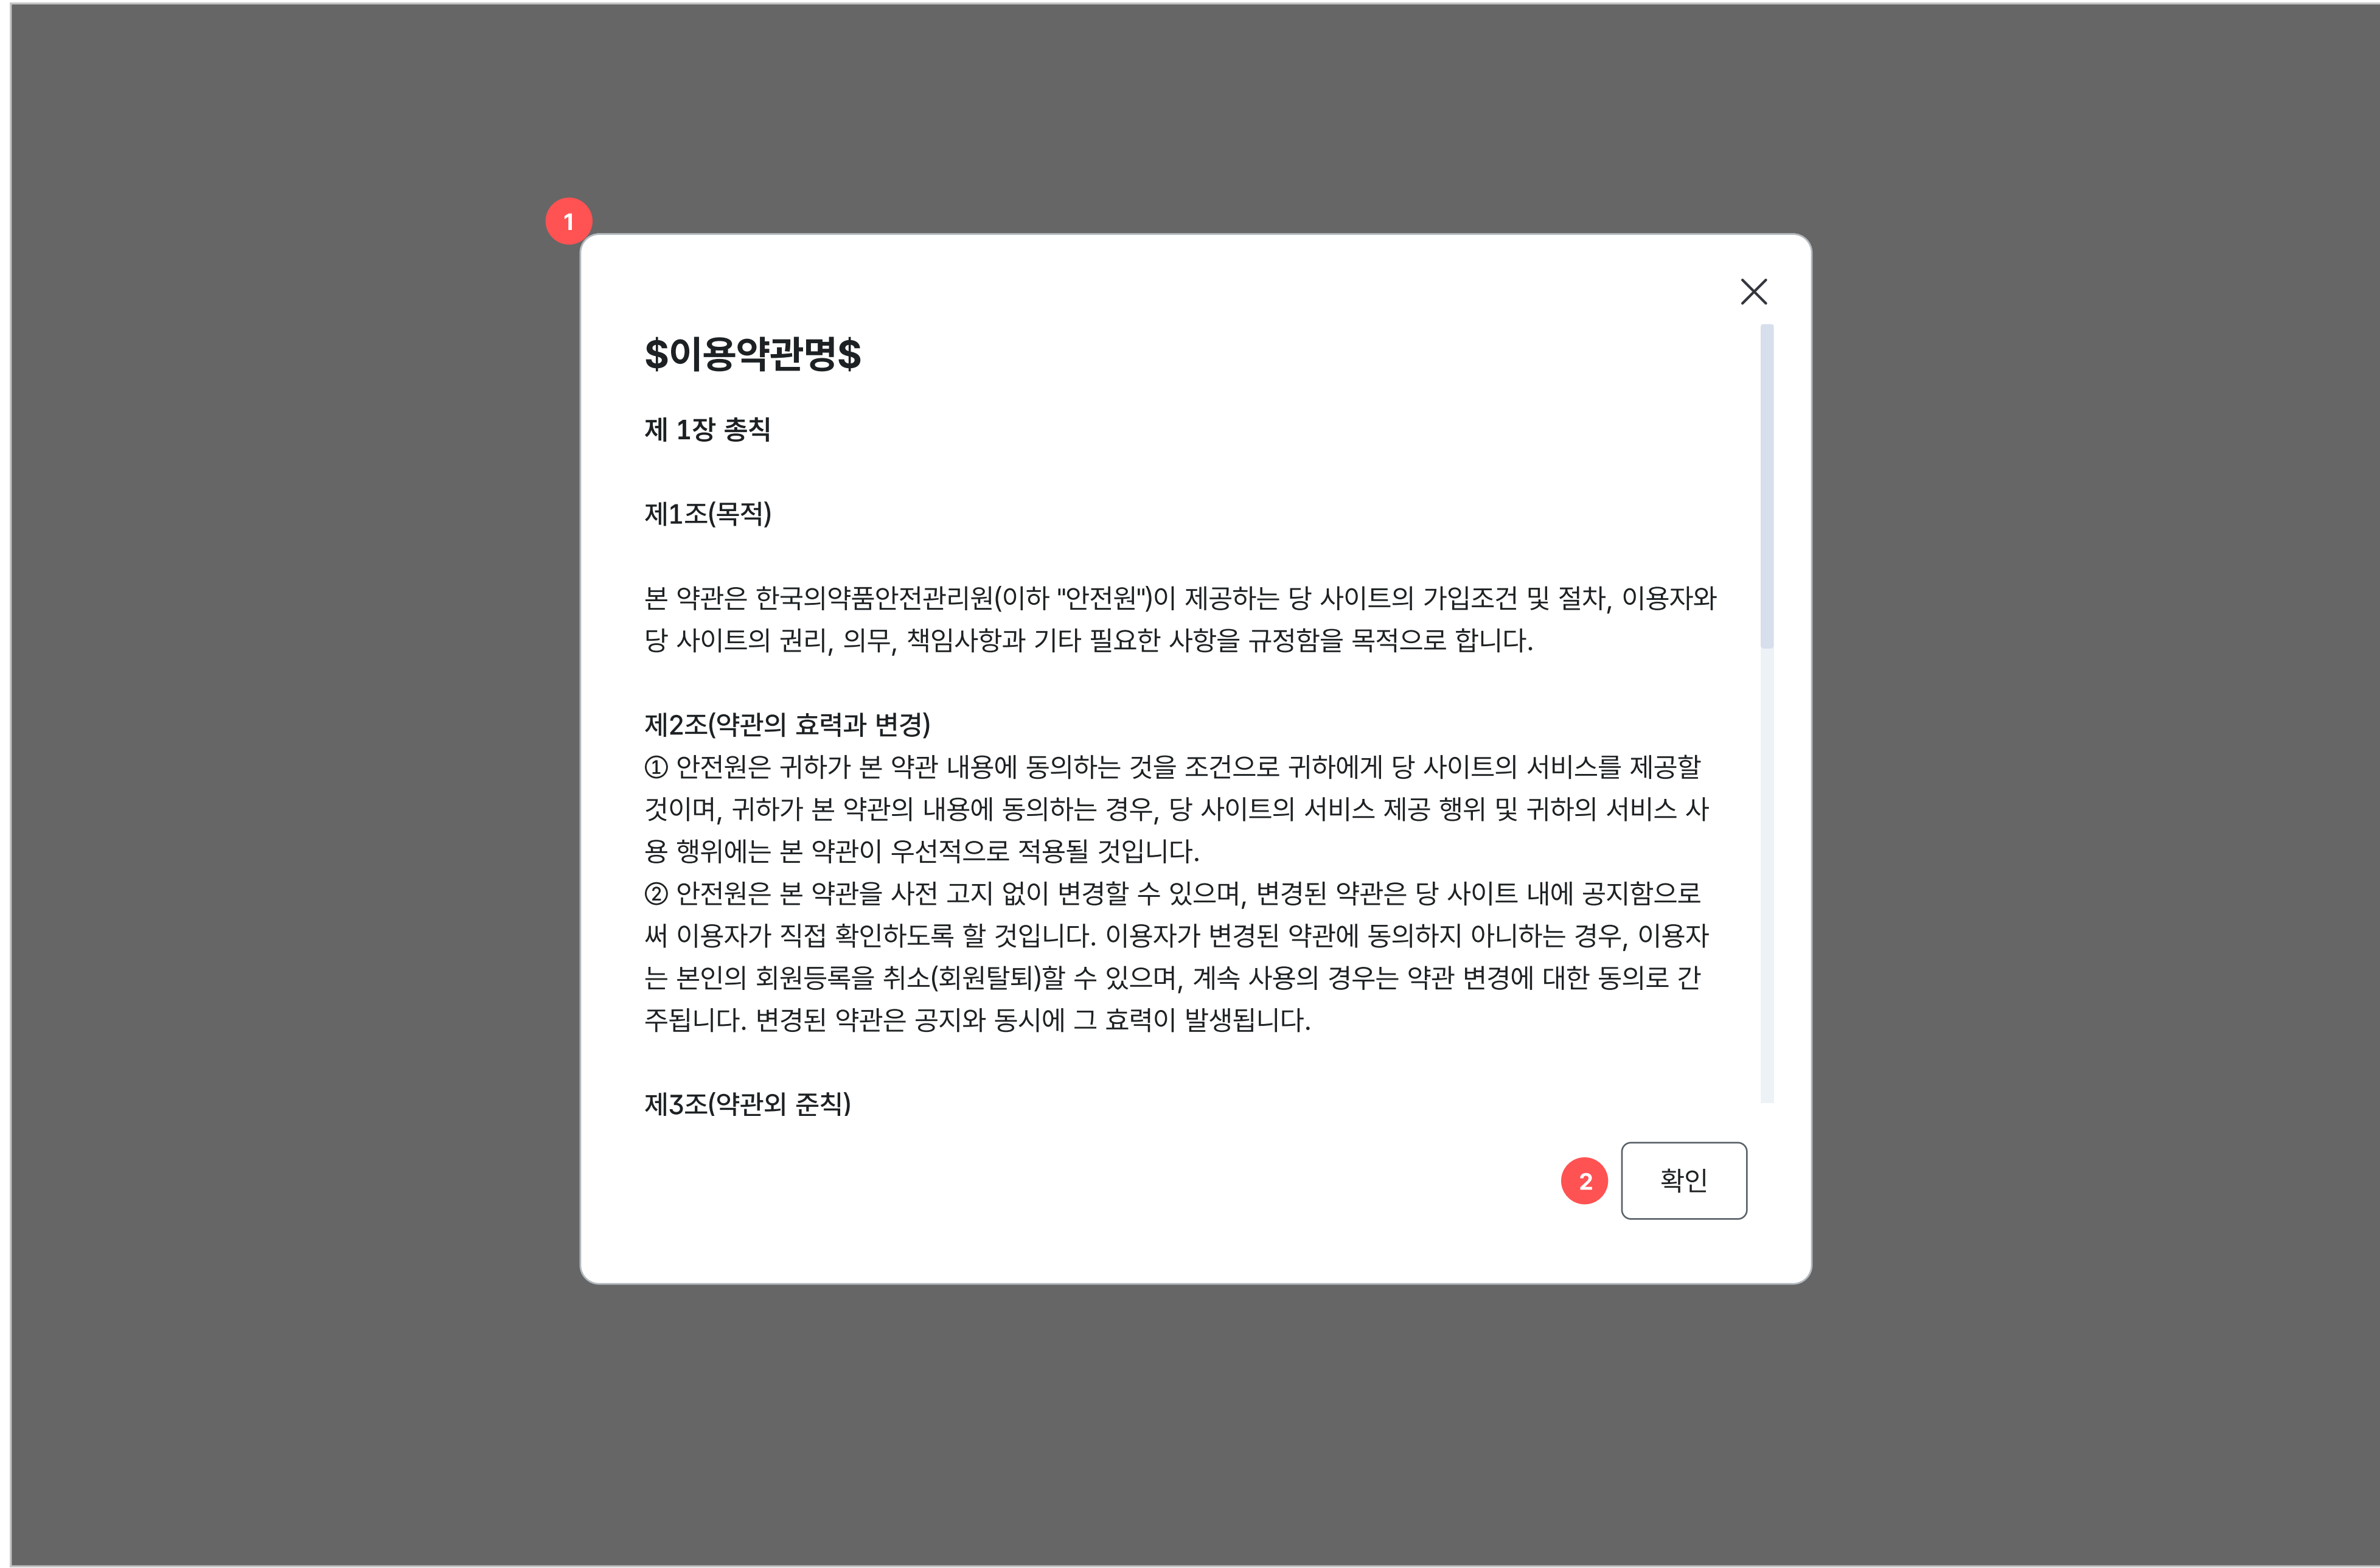 1
$이용약관명$
제 1장 총칙
제1조(목적)
본 약관은 한국의약품안전관리원(이하 "안전원")이 제공하는 당 사이트의 가입조건 및 절차, 이용자와
당 사이트의 권리, 의무, 책임사항과 기타 필요한 사항을 규정함을 목적으로 합니다.
제2조(약관의 효력과 변경)
① 안전원은 귀하가 본 약관 내용에 동의하는 것을 조건으로 귀하에게 당 사이트의 서비스를 제공할
것이며, 귀하가 본 약관의 내용에 동의하는 경우, 당 사이트의 서비스 제공 행위 및 귀하의 서비스 사
용 행위에는 본 약관이 우선적으로 적용될 것입니다.
② 안전원은 본 약관을 사전 고지 없이 변경할 수 있으며, 변경된 약관은 당 사이트 내에 공지함으로
써 이용자가 직접 확인하도록 할 것입니다. 이용자가 변경된 약관에 동의하지 아니하는 경우, 이용자
는 본인의 회원등록을 취소(회원탈퇴)할 수 있으며, 계속 사용의 경우는 약관 변경에 대한 동의로 간
주됩니다. 변경된 약관은 공지와 동시에 그 효력이 발생됩니다.
제3조(약관외 준칙)
2 확인